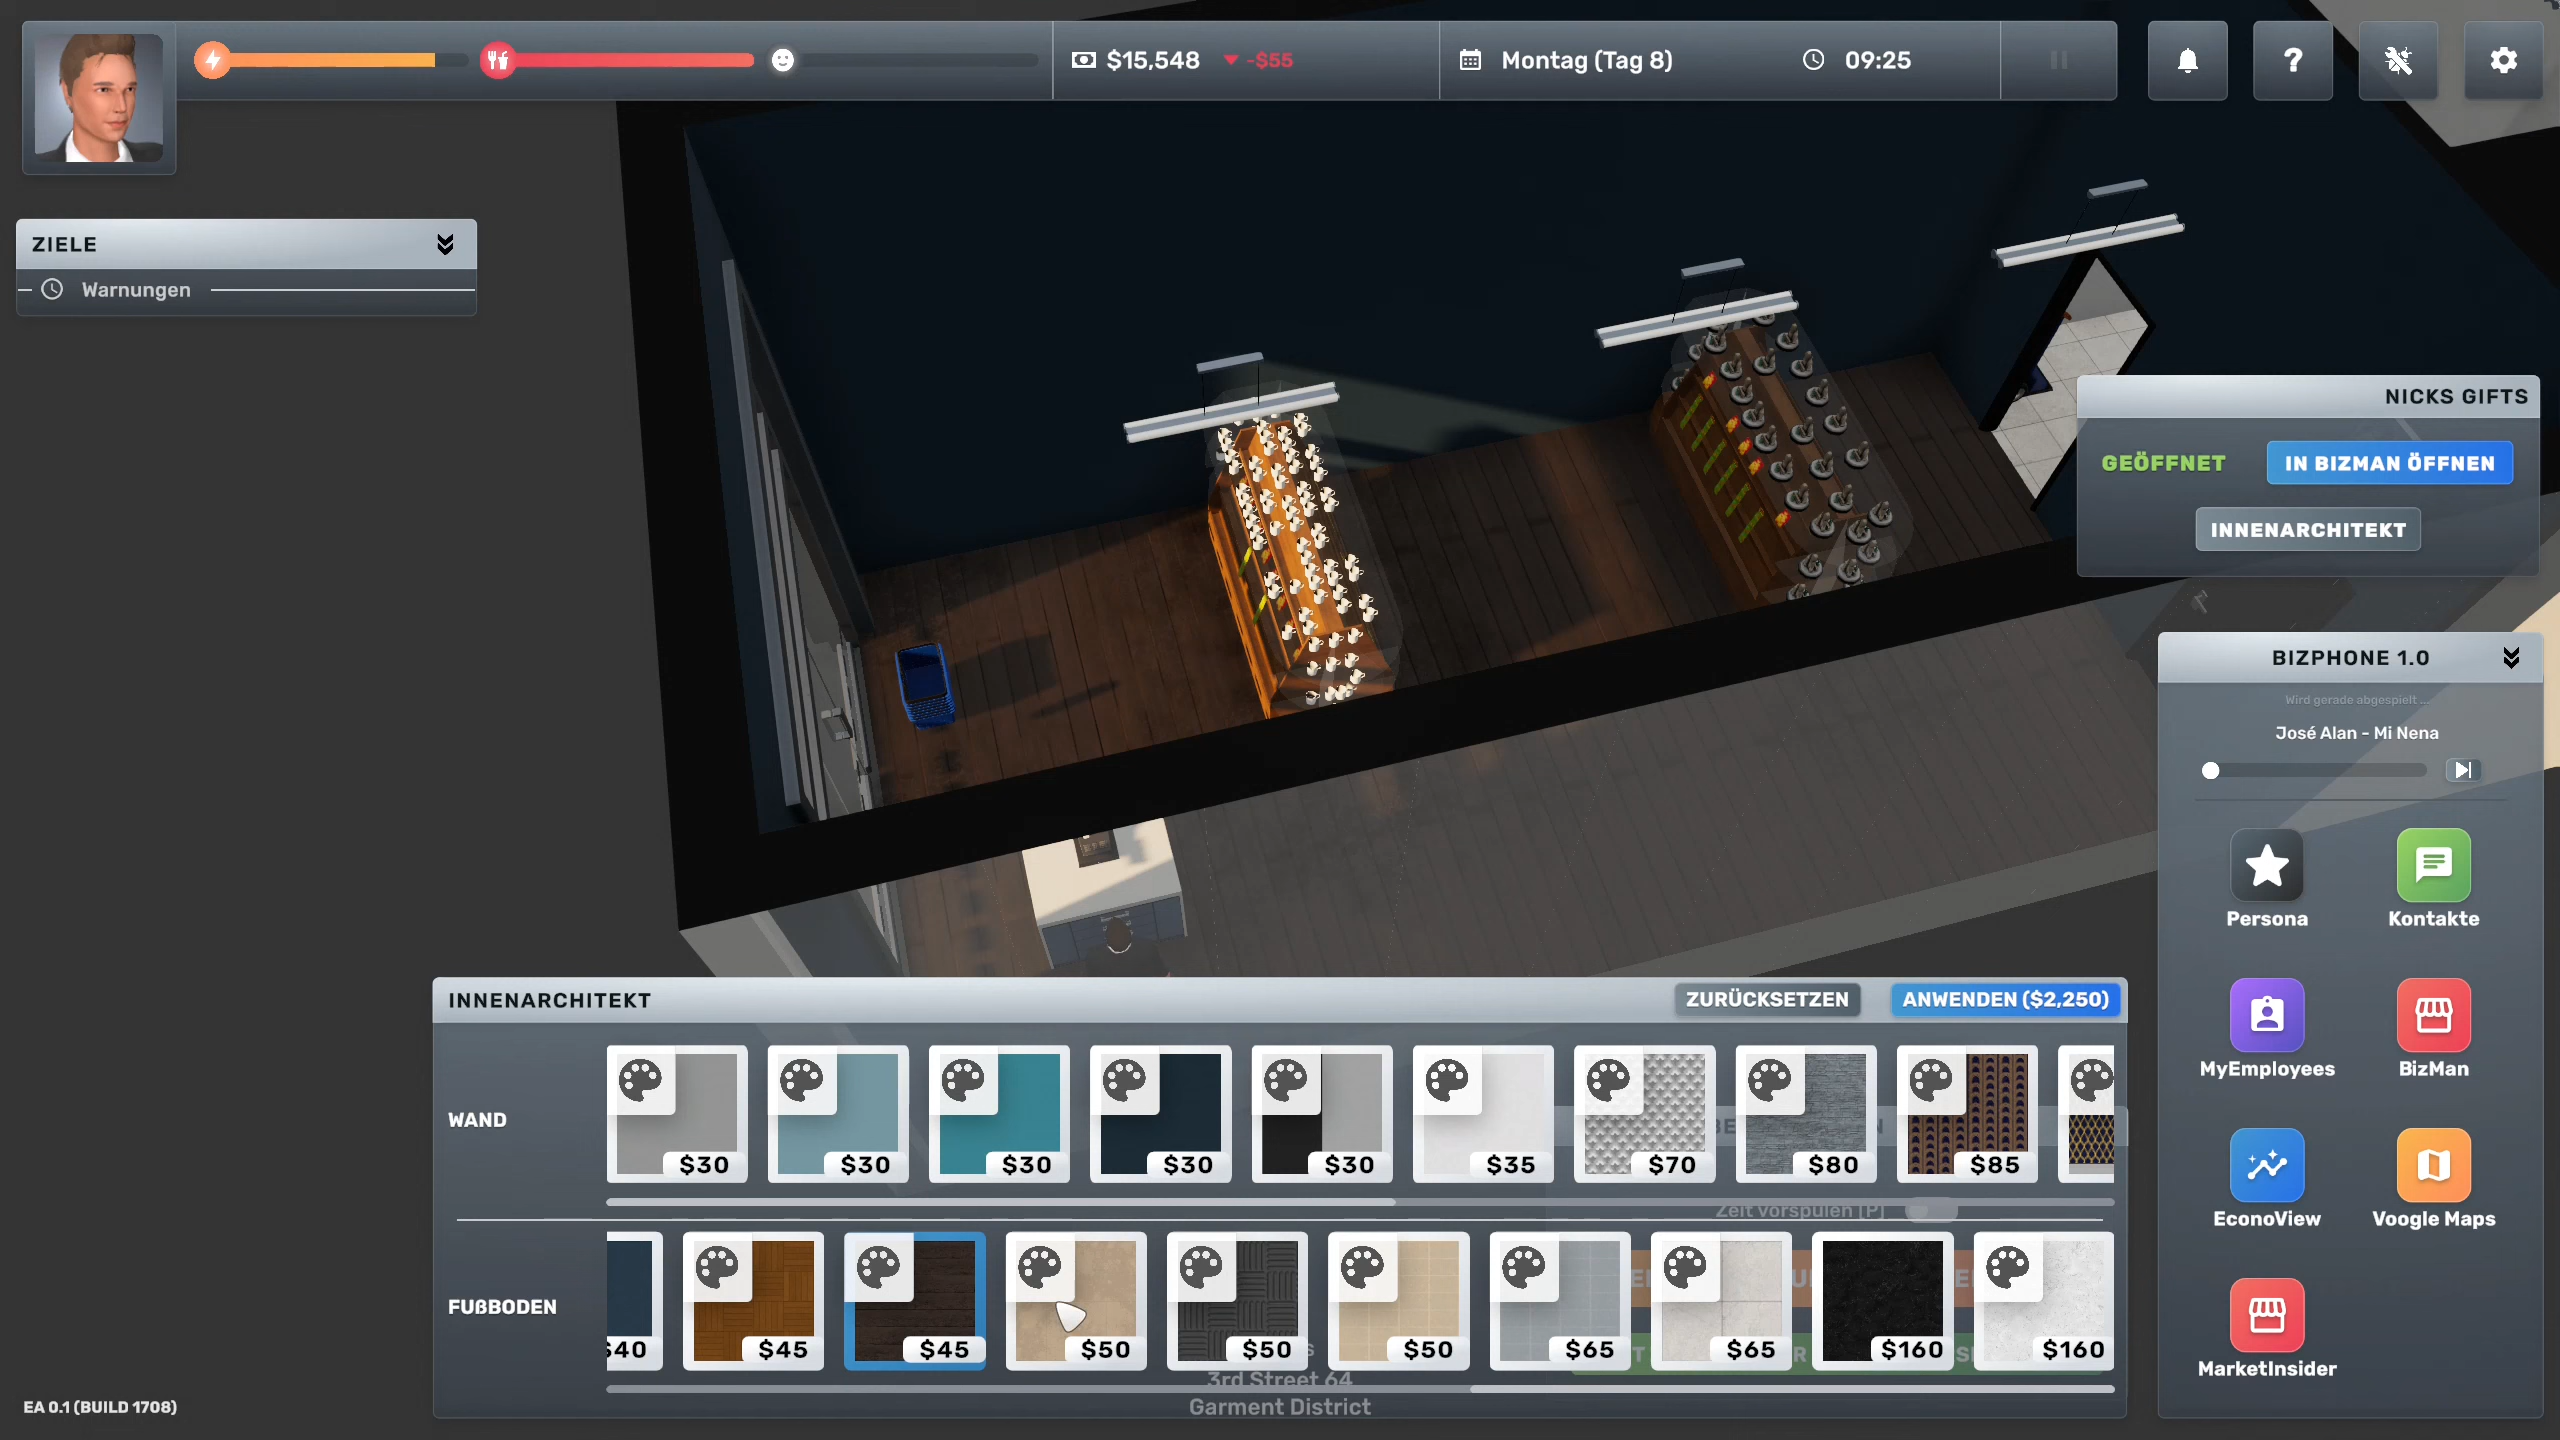 $15,548
-$55
Montag (Tag 8)
09:25
ZIELE
Warnungen
NICKS GIFTS
GEÖFFNET
IN BIZMAN ÖFFNEN
INNENARCHITEKT
BIZPHONE 1.0
Wird gerade abgespielt ...
José Alan - Mi Nena
Persona
Kontakte
MyEmployees
BizMan
EconoView
Voogle Maps
MarketInsider
INNENARCHITEKT
ZURÜCKSETZEN
ANWENDEN ($2,250)
WAND
$30
$30
$30
$30
$30
$35
$70
$80
$85
Zeit vorspulen [P]
FUßBODEN
$40
$45
$45
$50
$50
$50
$65
$65
$160
$160
3rd Street 64
Garment District
EA 0.1 (BUILD 1708)